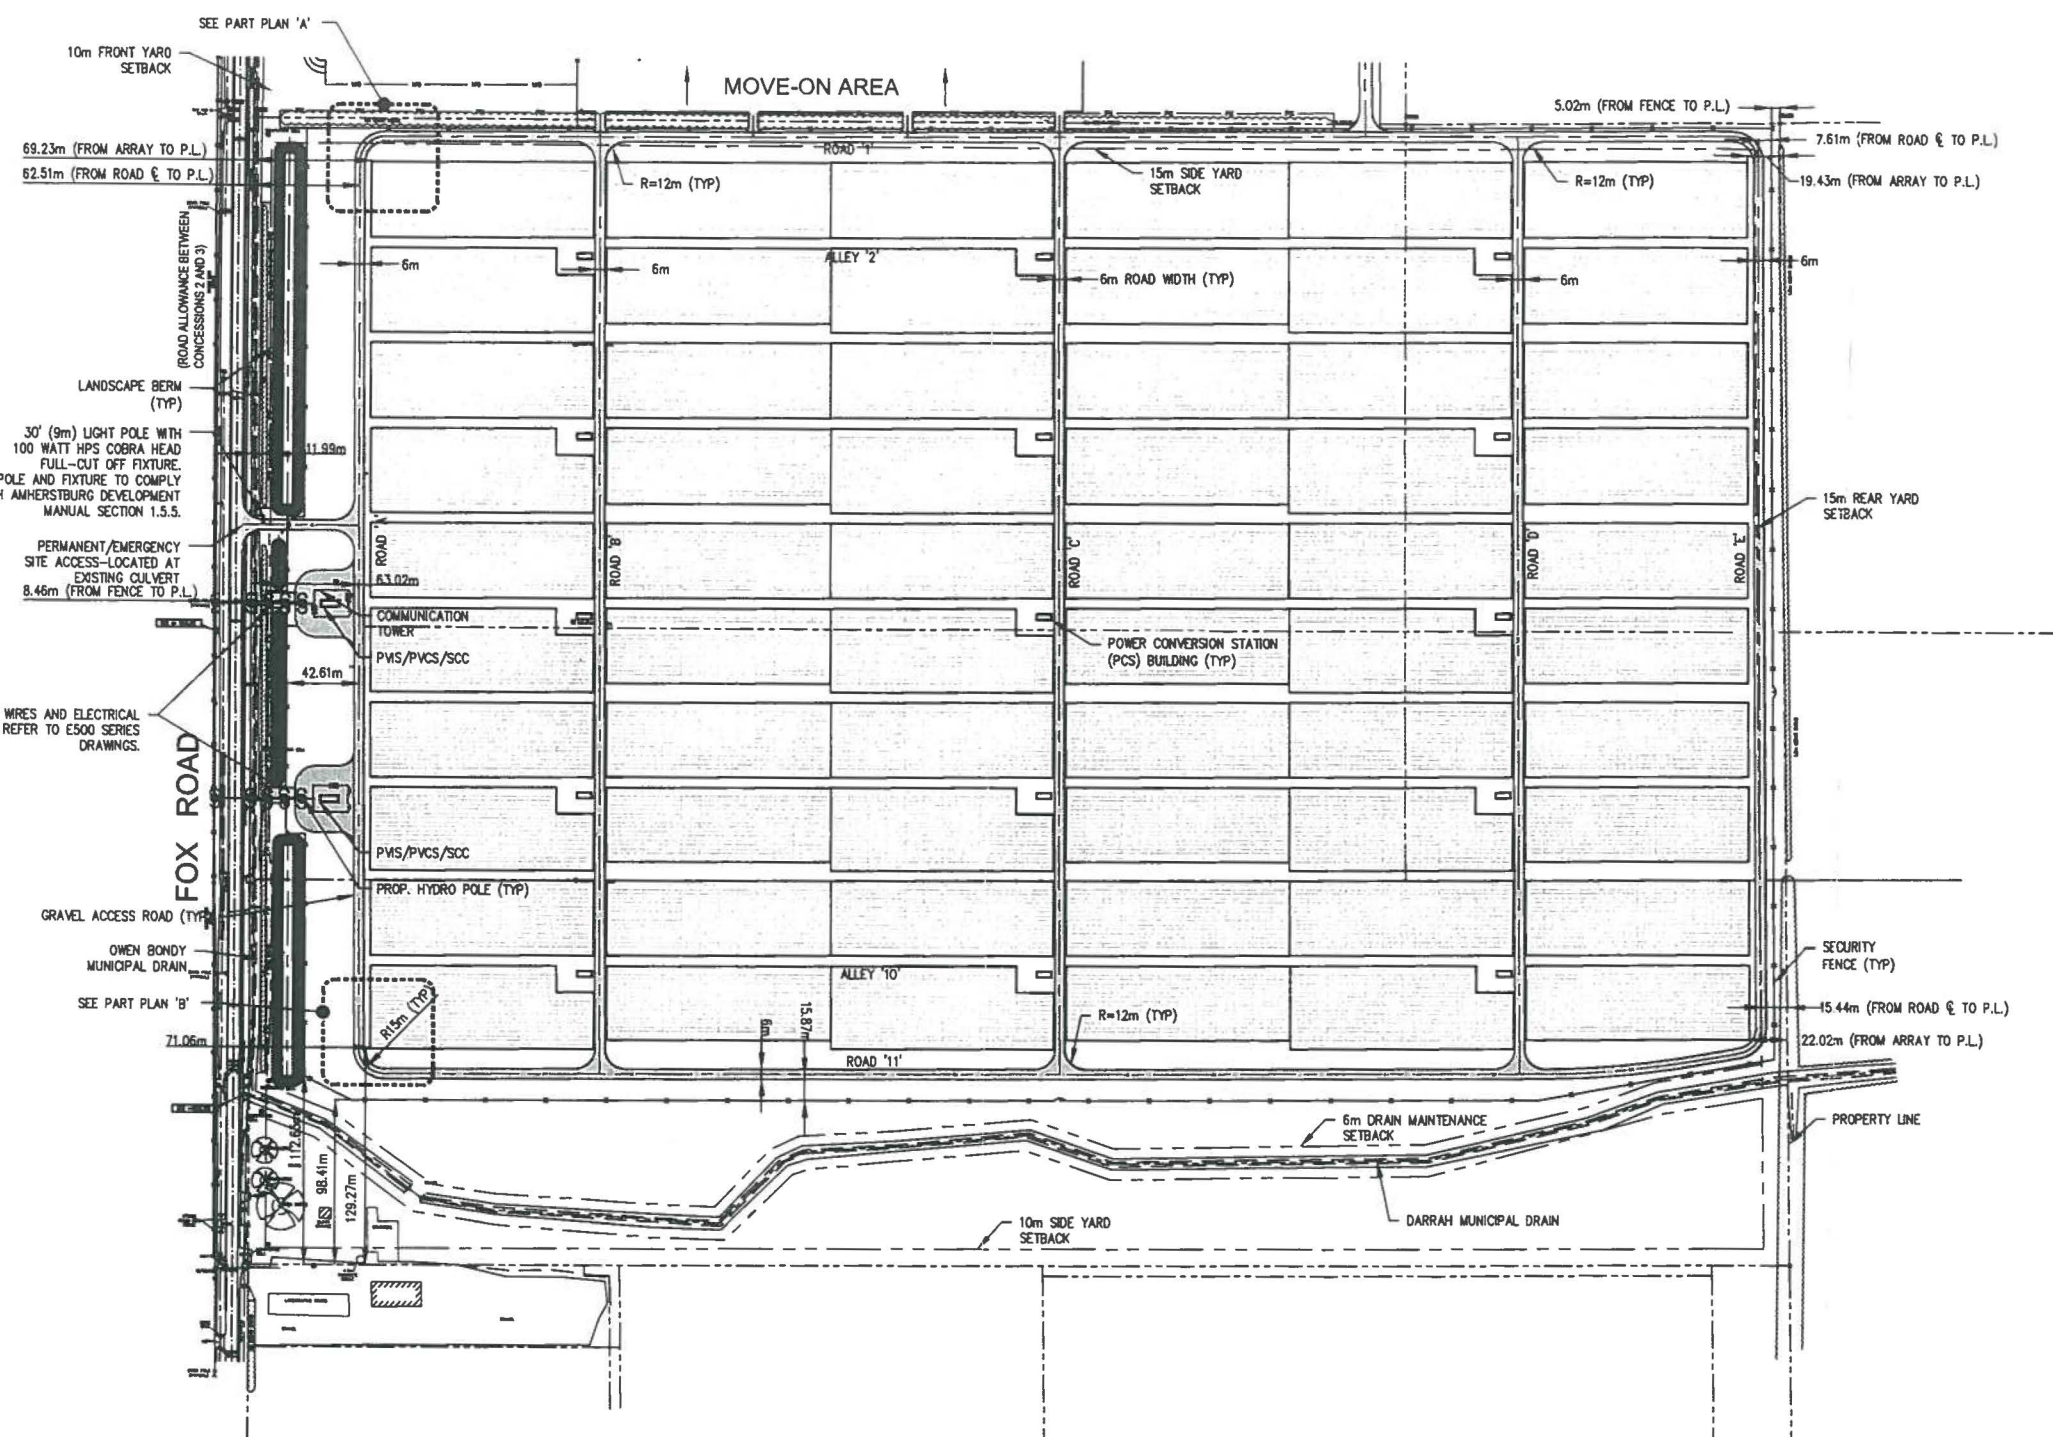 SEE PART PLAN 'A'
10m FRONT YARD
SETBACK
MOVE-ON AREA
5.02m (FROM FENCE TO P.L.)
69.23m (FROM ARRAY TO P.L.)
62.51m (FROM ROAD ℄ TO P.L.)
ROAD '1'
R=12m (TYP)
15m SIDE YARD
SETBACK
R=12m (TYP)
7.61m (FROM ROAD ℄ TO P.L.)
19.43m (FROM ARRAY TO P.L.)
(ROAD ALLOWANCE BETWEEN
CONCESSIONS 2 AND 3)
6m
6m
ALLEY '2'
6m ROAD WIDTH (TYP)
6m
6m
LANDSCAPE BERM
(TYP)
30' (9m) LIGHT POLE WITH
100 WATT HPS COBRA HEAD
FULL-CUT OFF FIXTURE.
POLE AND FIXTURE TO COMPLY
H AMHERSTBURG DEVELOPMENT
MANUAL SECTION 1.5.5.
11.99m
15m REAR YARD
SETBACK
PERMANENT/EMERGENCY
SITE ACCESS-LOCATED AT
EXISTING CULVERT
8.46m (FROM FENCE TO P.L.)
ROAD 'A'
ROAD 'B'
ROAD 'C'
ROAD 'D'
ROAD 'E'
63.02m
COMMUNICATION
TOWER
PVIS/PVCS/SCC
POWER CONVERSION STATION
(PCS) BUILDING (TYP)
42.61m
WIRES AND ELECTRICAL
REFER TO E500 SERIES
DRAWINGS.
FOX ROAD
PVIS/PVCS/SCC
PROP. HYDRO POLE (TYP)
GRAVEL ACCESS ROAD (TYP
OWEN BONDY
MUNICIPAL DRAIN
SECURITY
FENCE (TYP)
SEE PART PLAN 'B'
ALLEY '10'
R15m (TYP)
6m
15.87m
R=12m (TYP)
15.44m (FROM ROAD ℄ TO P.L.)
71.06m
ROAD '11'
22.02m (FROM ARRAY TO P.L.)
98.41m
129.27m
6m DRAIN MAINTENANCE
SETBACK
PROPERTY LINE
DARRAH MUNICIPAL DRAIN
10m SIDE YARD
SETBACK